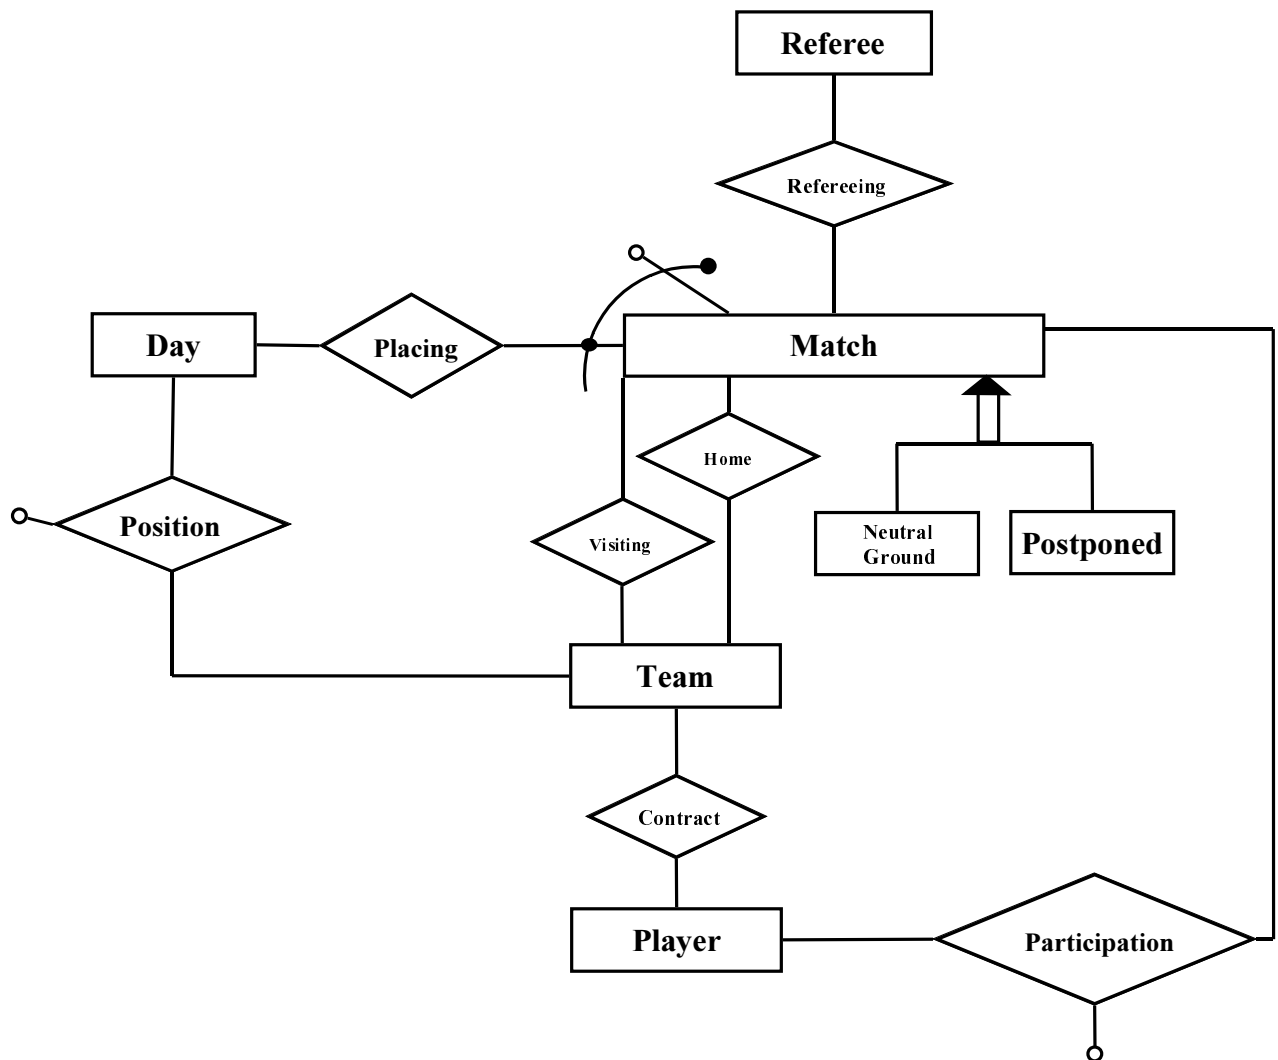 Referee
Refereeing
Day
Placing
Match
Home
Position
Visiting
Neutral
Ground
Postponed
Team
Contract
Player
Participation